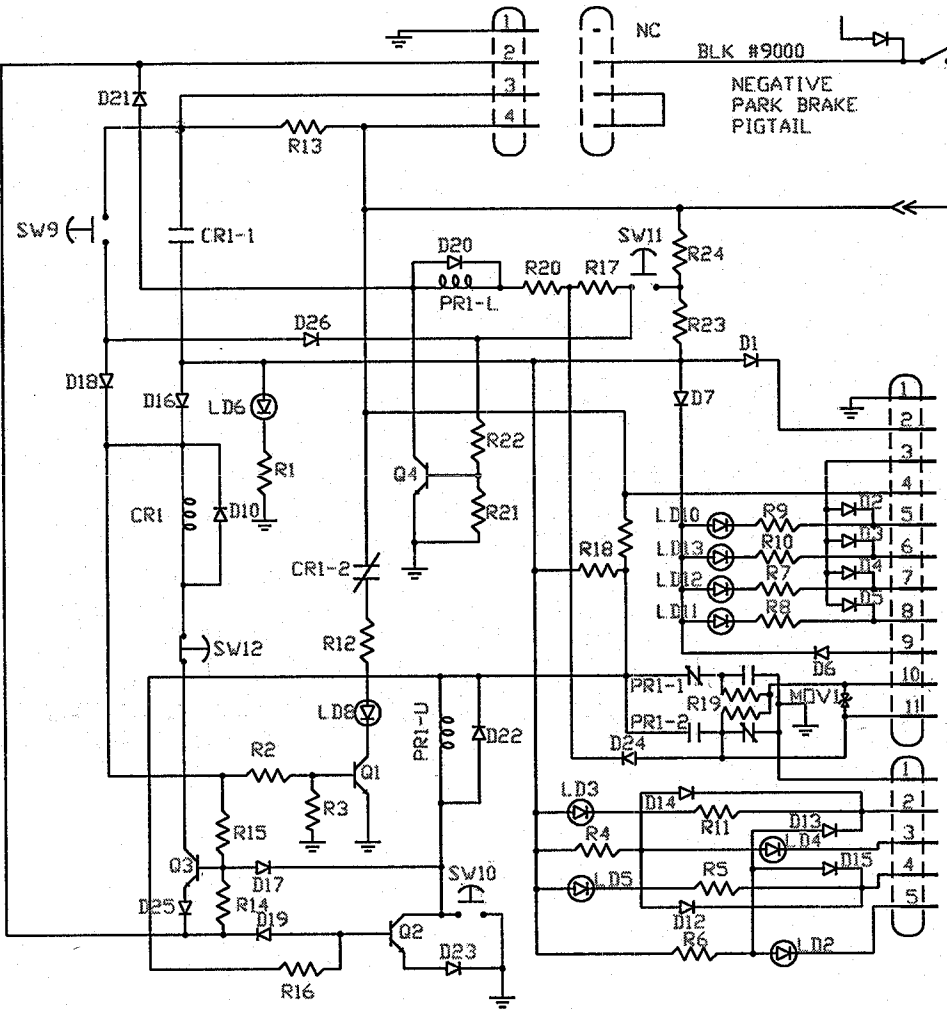 1
NC
2
BLK #9000
D21
3
NEGATIVE
PARK BRAKE
PIGTAIL
4
R13
SW9
CR1-1
SW11
D20
R24
R20
R17
PR1-L
D26
R23
D1
D18
D16
LD6
D7
1
2
R22
3
R1
Q4
4
CR1
D10
R21
LD10
R9
D2
5
R18
LD13
R10
D3
6
CR1-2
LD12
R7
D4
7
LD11
R8
D5
8
R12
SW12
9
D6
PR1-1
10
LD8
PR1-U
R19
MOV1
D22
PR1-2
11
D24
R2
Q1
1
LD3
D14
R3
2
R15
R4
R11
D13
3
LD4
Q3
D17
SW10
R5
D15
4
LD5
D25
R14
D19
5
D12
Q2
R6
D23
LD2
R16